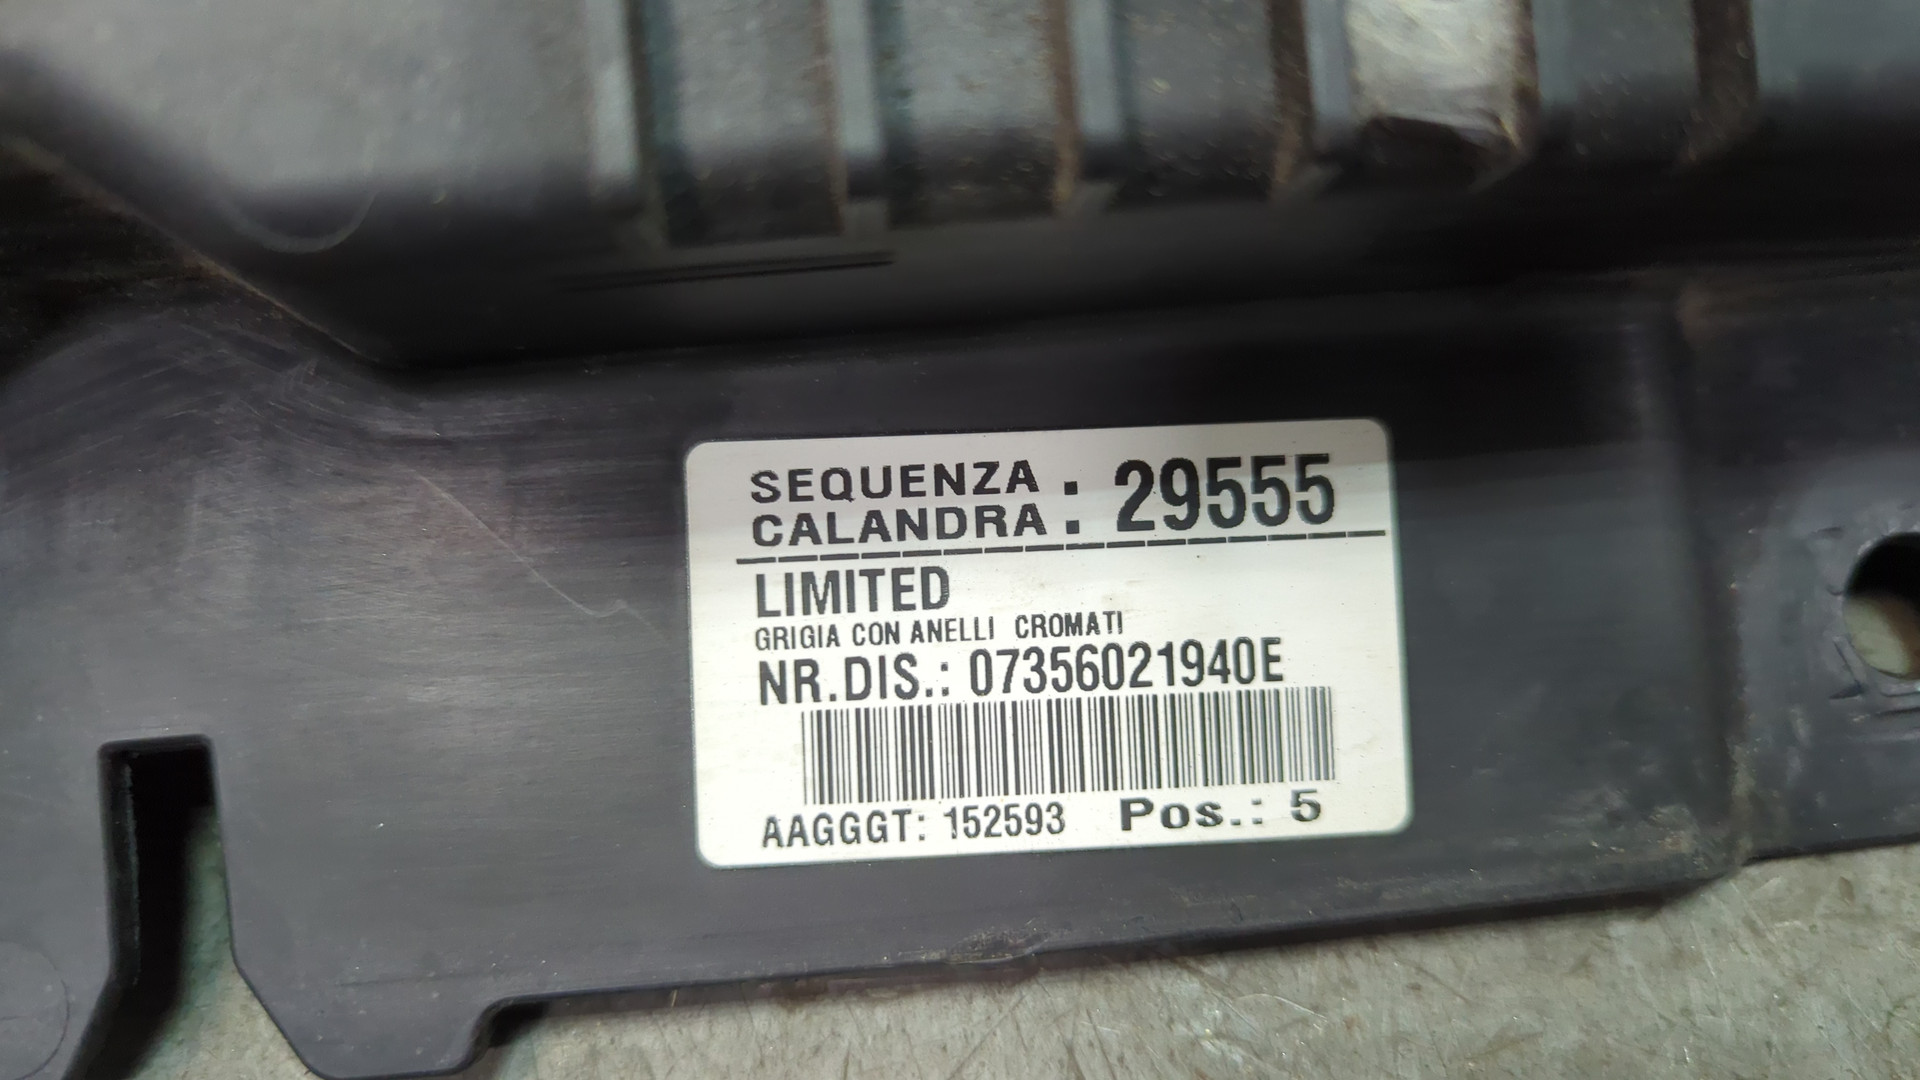 SEQUENZA
CALANDRA : 29555
LIMITED
GRIGIA CON ANELLI CROMATI
NR.DIS.: 07356021940E
AAGGGT: 152593 Pos.: 5